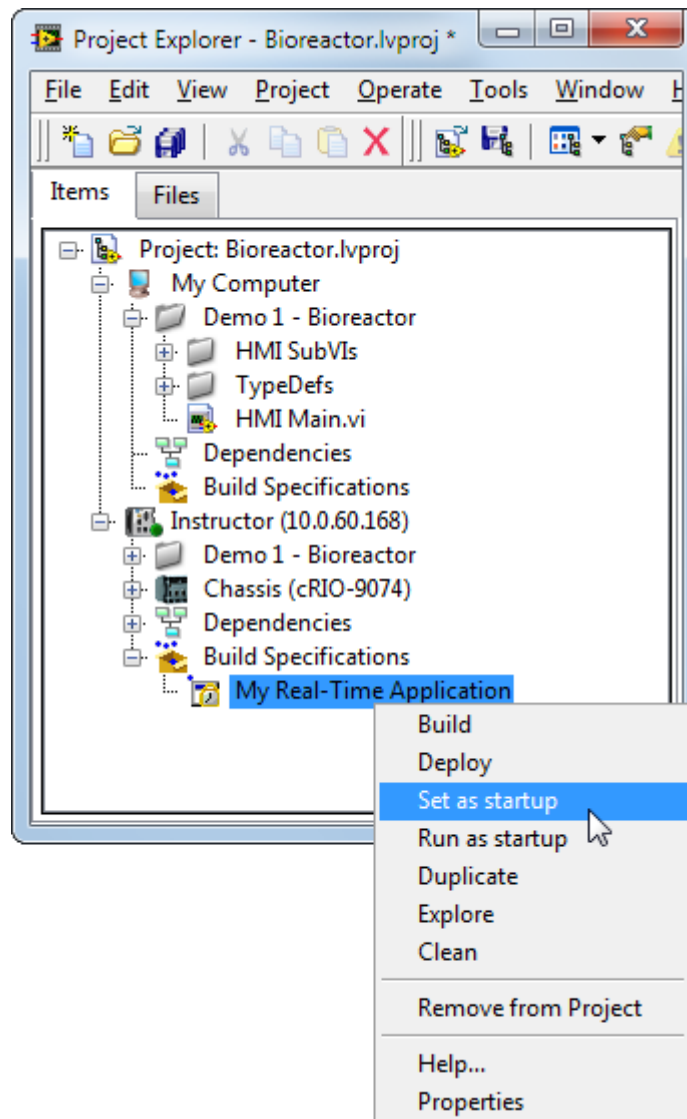 Project Explorer - Bioreactor.lvproj *
File Edit View Project Operate Tools Window H
Items Files
Project: Bioreactor.lvproj
My Computer
Demo 1 - Bioreactor
HMI SubVIs
TypeDefs
HMI Main.vi
Dependencies
Build Specifications
Instructor (10.0.60.168)
Demo 1 - Bioreactor
Chassis (cRIO-9074)
Dependencies
Build Specifications
My Real-Time Application
Build
Deploy
Set as startup
Run as startup
Duplicate
Explore
Clean
Remove from Project
Help...
Properties